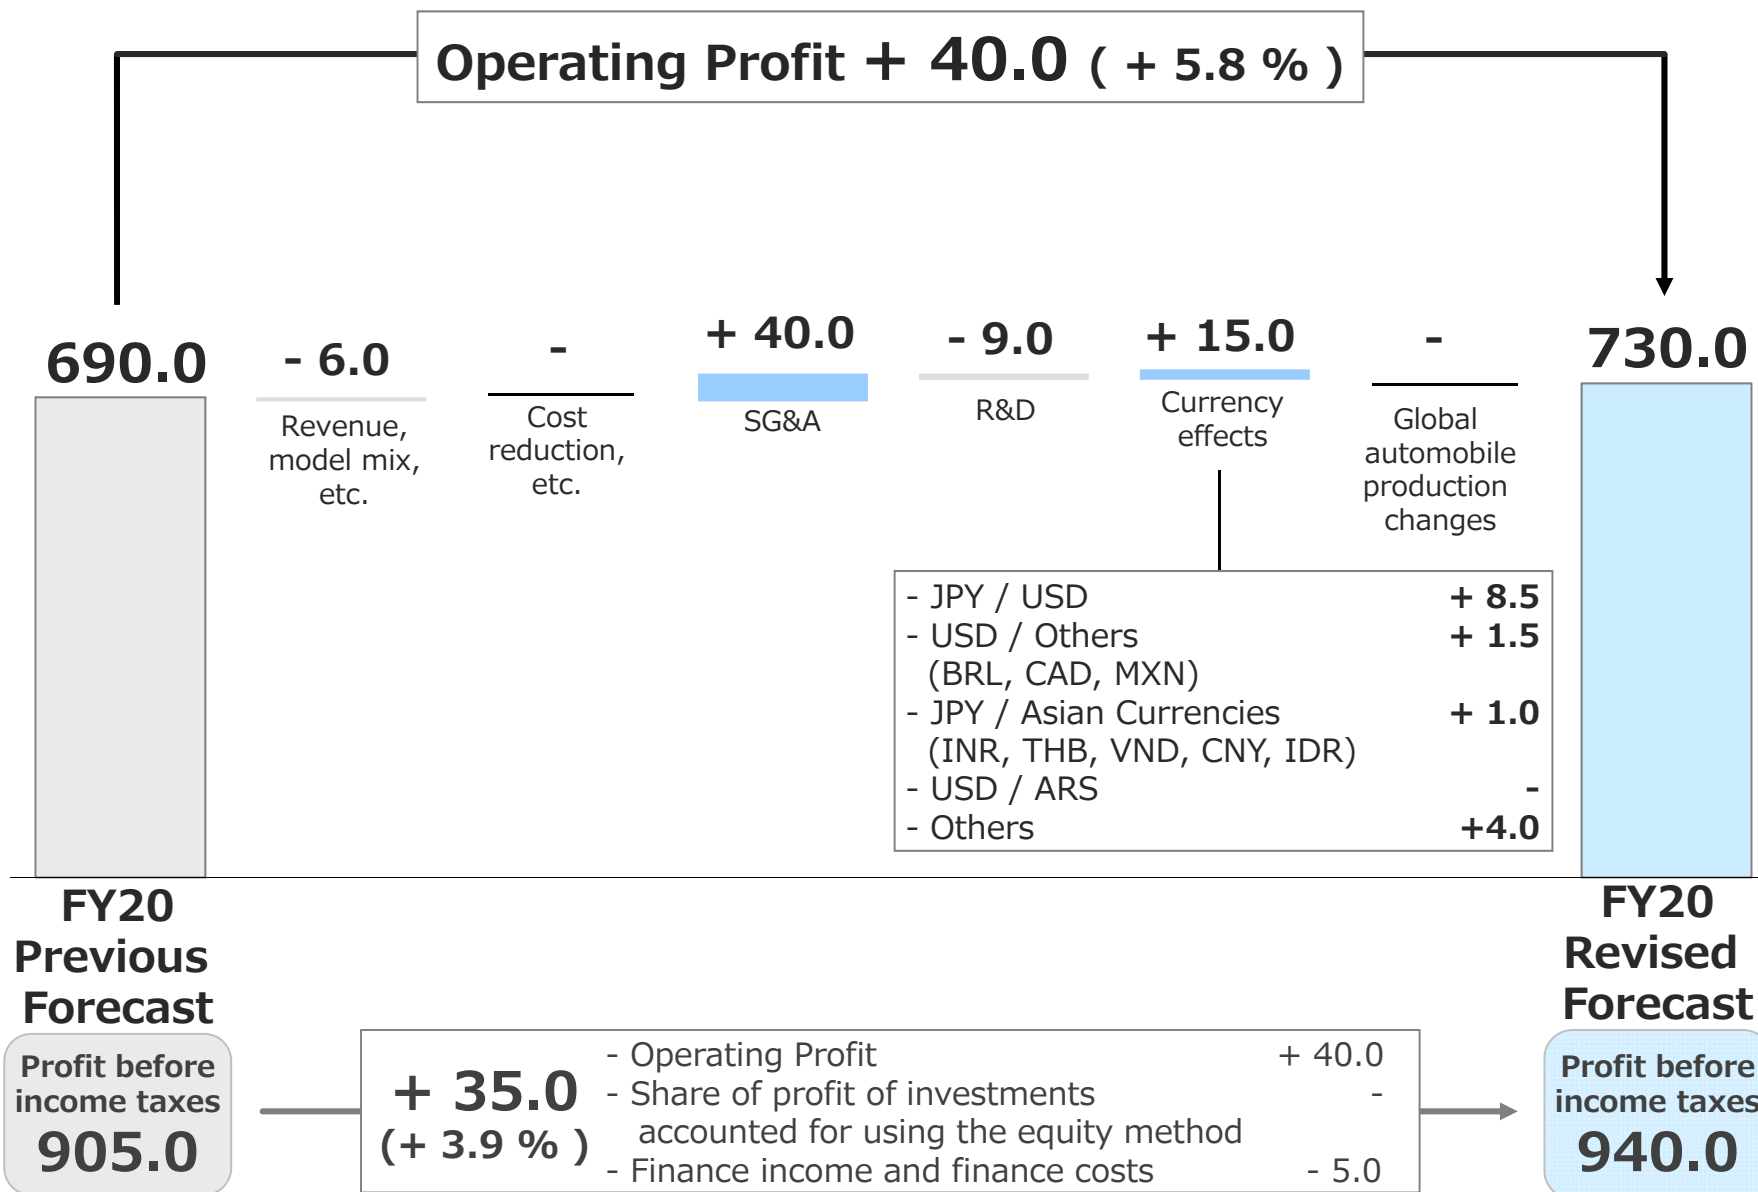 Operating Profit + 40.0 ( + 5.8 % )
690.0
- 6.0
Revenue,
model mix,
etc.
-
Cost
reduction,
etc.
+ 40.0
SG&A
- 9.0
R&D
+ 15.0
Currency
effects
-
Global
automobile
production
changes
730.0
- JPY / USD + 8.5
- USD / Others + 1.5
(BRL, CAD, MXN)
- JPY / Asian Currencies + 1.0
(INR, THB, VND, CNY, IDR)
- USD / ARS -
- Others +4.0
FY20
Previous
Forecast
FY20
Revised
Forecast
Profit before
income taxes
905.0
+ 35.0
(+ 3.9 % )
- Operating Profit + 40.0
- Share of profit of investments -
accounted for using the equity method
- Finance income and finance costs - 5.0
Profit before
income taxes
940.0